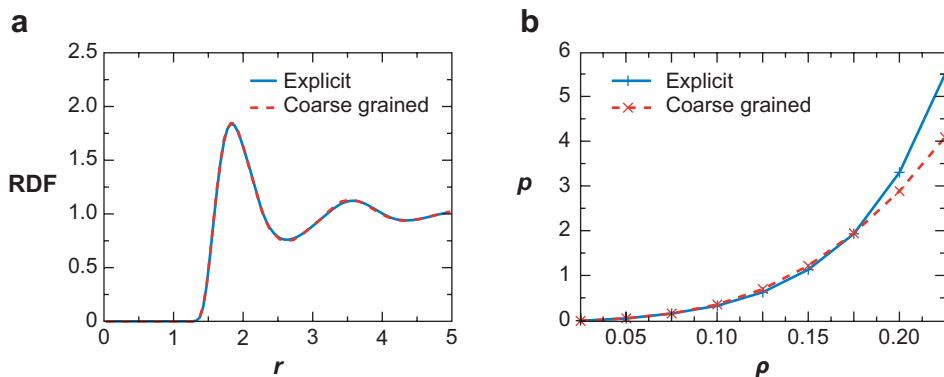 a
2.5
2.0
1.5
1.0
0.5
0
RDF
0 1 2 3 4 5
r
Explicit
Coarse grained
b
6
5
4
3
2
1
0
p
0.05 0.10 0.15 0.20
ρ
Explicit
Coarse grained